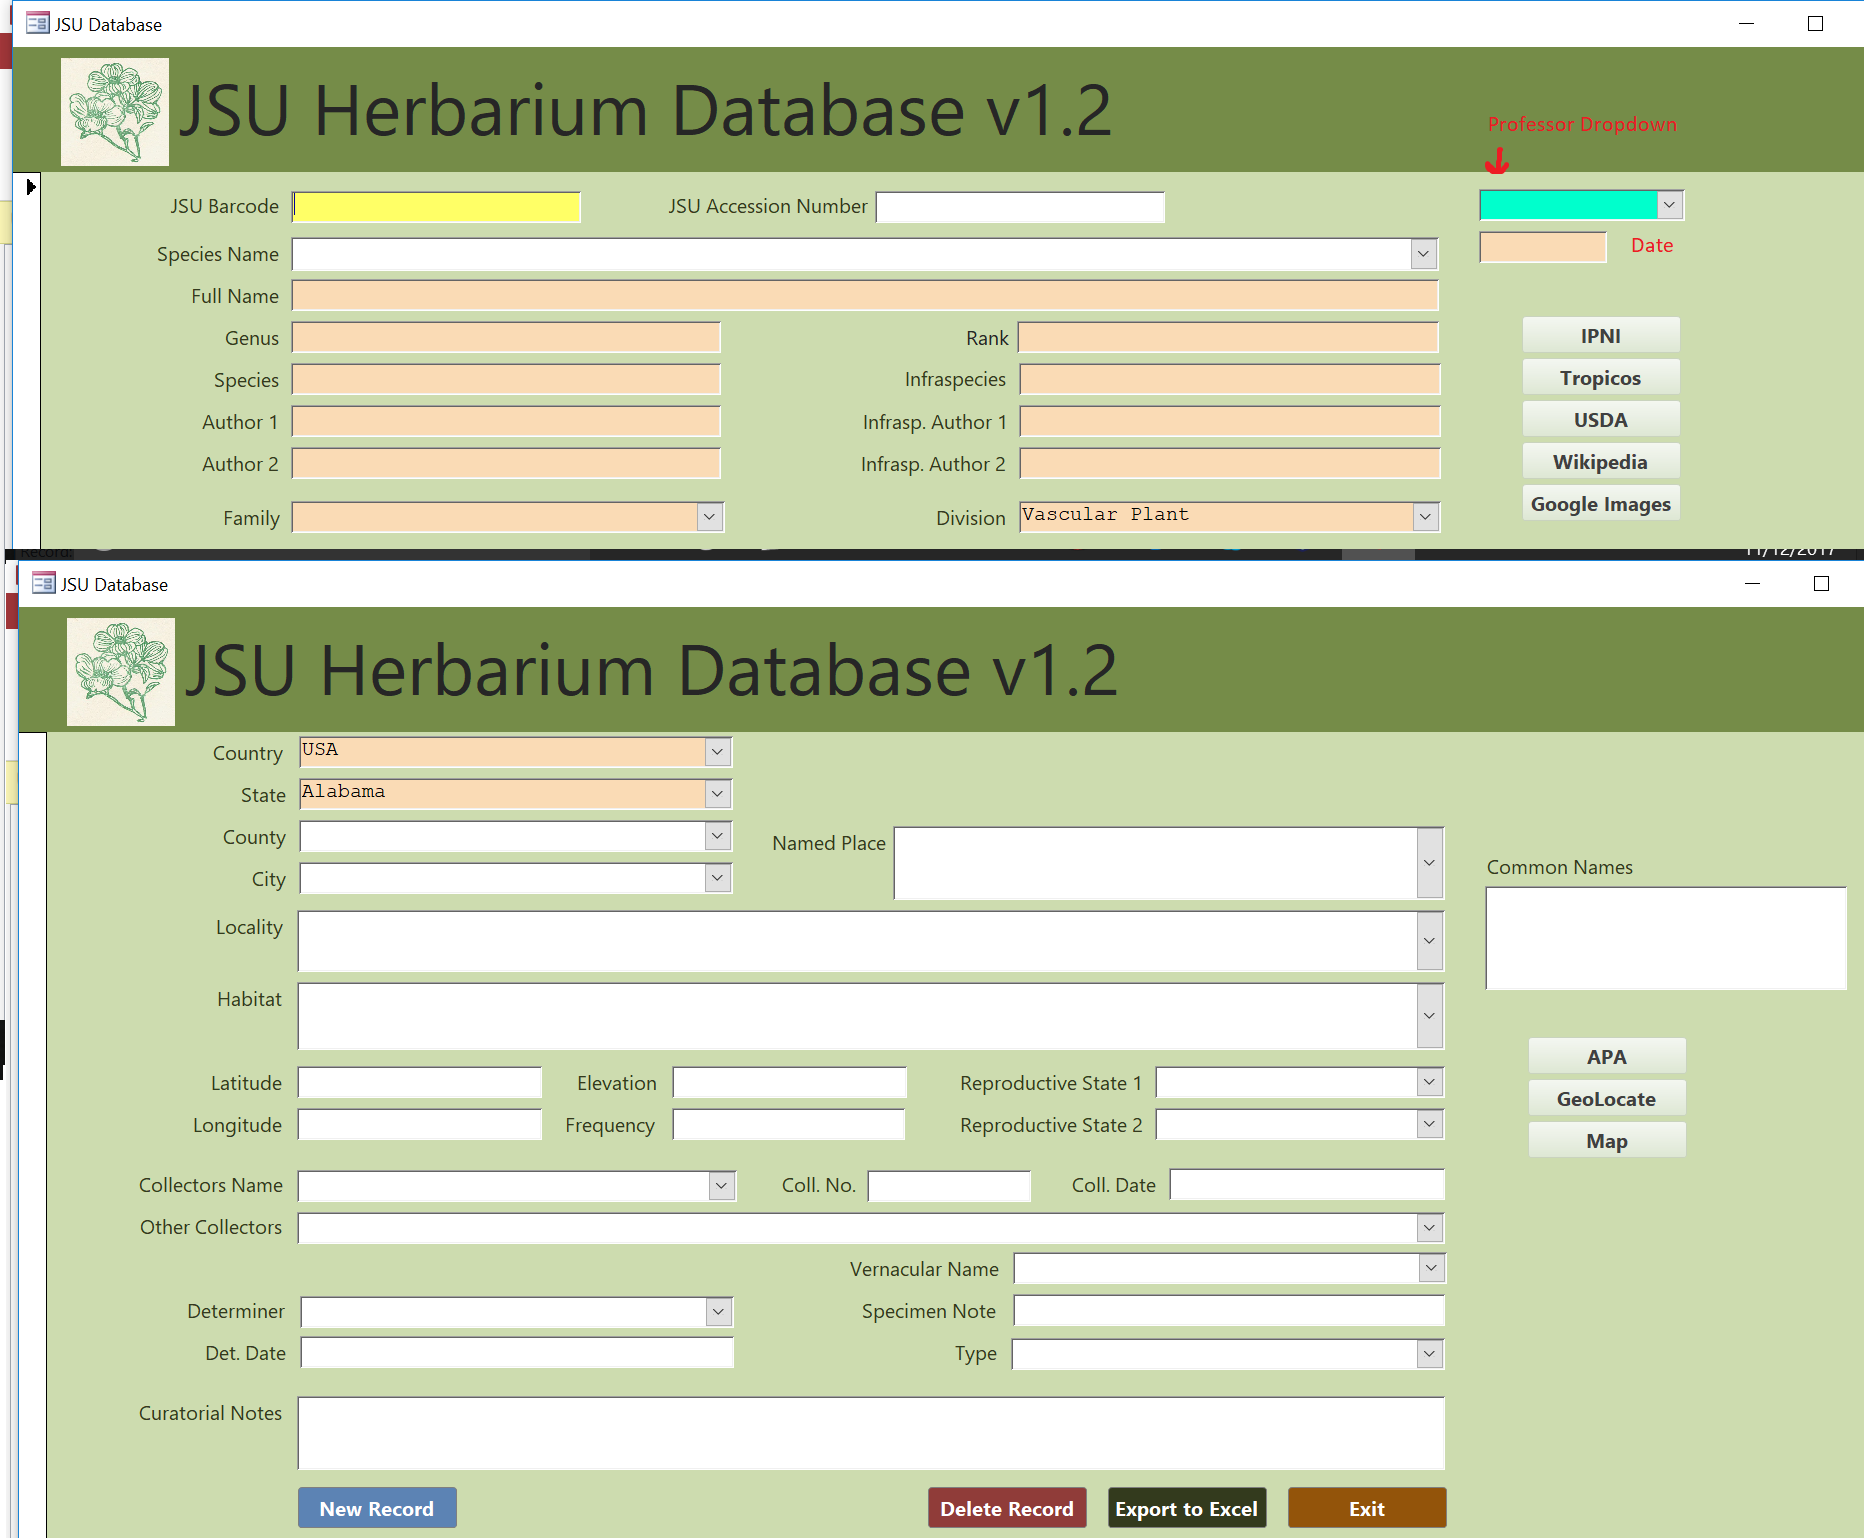 JSU Database
JSU Herbarium Database v1.2
Professor Dropdown
JSU Barcode JSU Accession Number
Species Name Date
Full Name
Genus Rank IPNI
Species Infraspecies Tropicos
Author 1 Infrasp. Author 1 USDA
Author 2 Infrasp. Author 2 Wikipedia
Google Images
Family Division Vascular Plant
Record: 11/12/2017
JSU Database
JSU Herbarium Database v1.2
Country USA
State Alabama
County Named Place
City Common Names
Locality
Habitat
Latitude Elevation Reproductive State 1 APA
GeoLocate
Longitude Frequency Reproductive State 2 Map
Collectors Name Coll. No. Coll. Date
Other Collectors
Vernacular Name
Determiner Specimen Note
Det. Date Type
Curatorial Notes
New Record Delete Record Export to Excel Exit